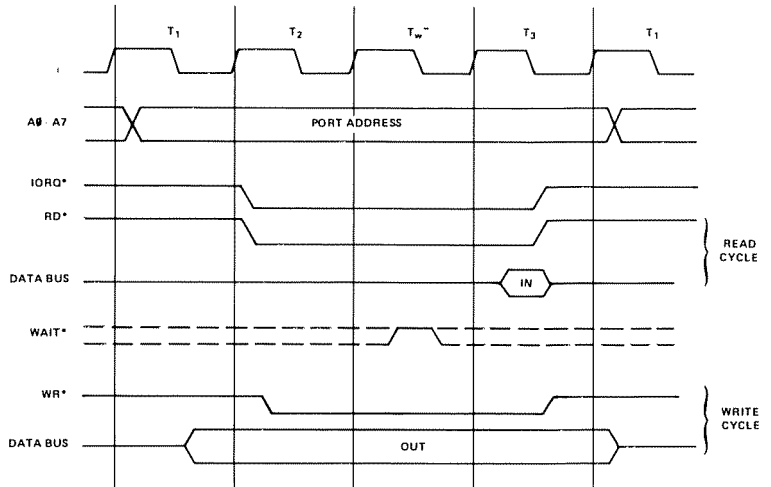 T1 T2 Tw* T3 T1
A0 - A7 PORT ADDRESS
IORQ*
RD*
READ
CYCLE
DATA BUS IN
WAIT*
WR*
WRITE
CYCLE
DATA BUS OUT